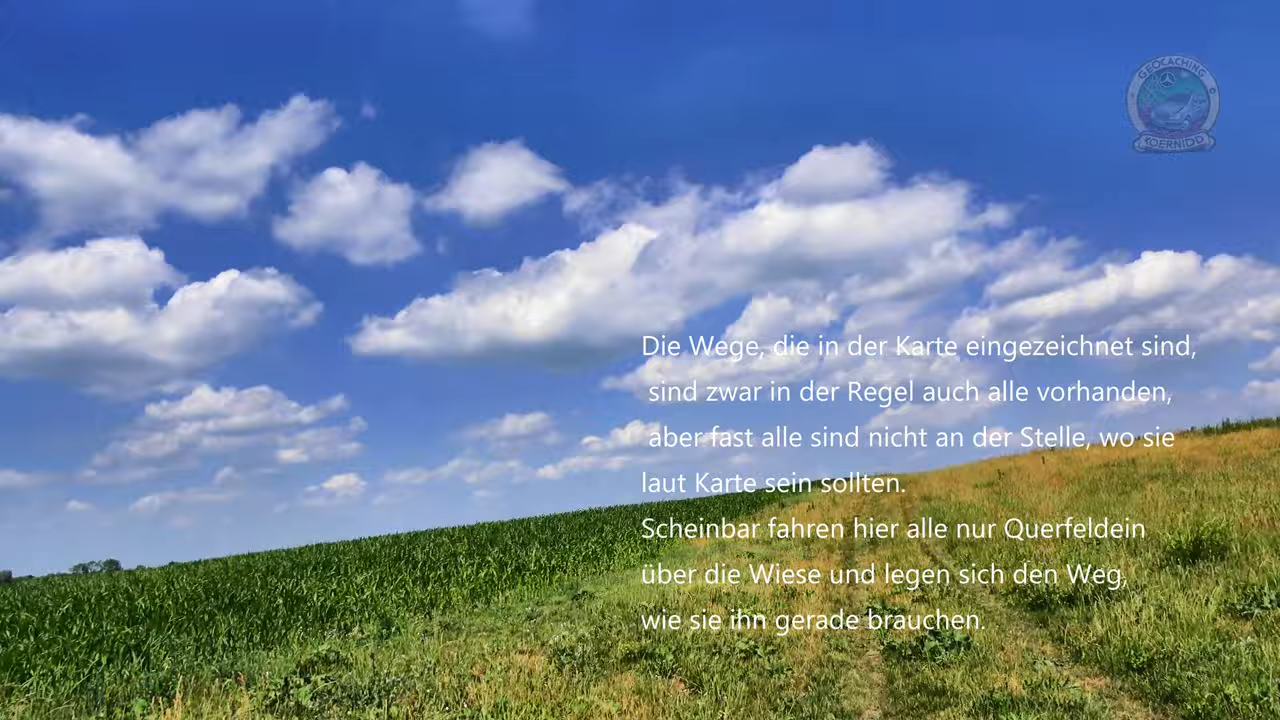 GEOCACHING
KOERNIDD
Die Wege, die in der Karte eingezeichnet sind,
sind zwar in der Regel auch alle vorhanden,
aber fast alle sind nicht an der Stelle, wo sie
laut Karte sein sollten.
Scheinbar fahren hier alle nur Querfeldein
über die Wiese und legen sich den Weg,
wie sie ihn gerade brauchen.